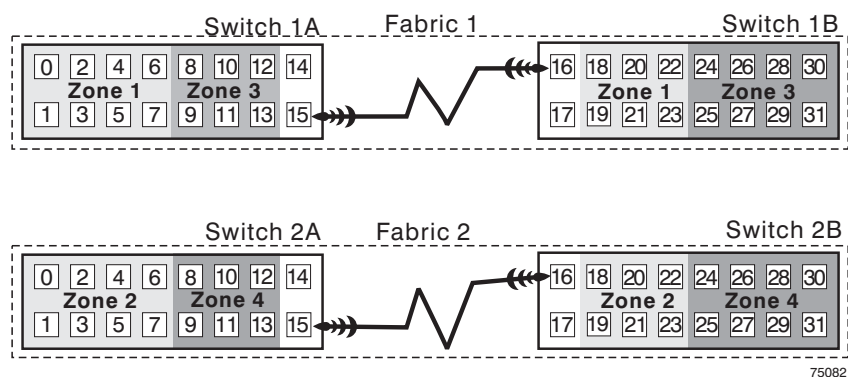 Switch 1A Fabric 1 Switch 1B
0 2 4 6 8 10 12 14 16 18 20 22 24 26 28 30
Zone 1 Zone 3 Zone 1 Zone 3
1 3 5 7 9 11 13 15 17 19 21 23 25 27 29 31
Switch 2A Fabric 2 Switch 2B
0 2 4 6 8 10 12 14 16 18 20 22 24 26 28 30
Zone 2 Zone 4 Zone 2 Zone 4
1 3 5 7 9 11 13 15 17 19 21 23 25 27 29 31
75082